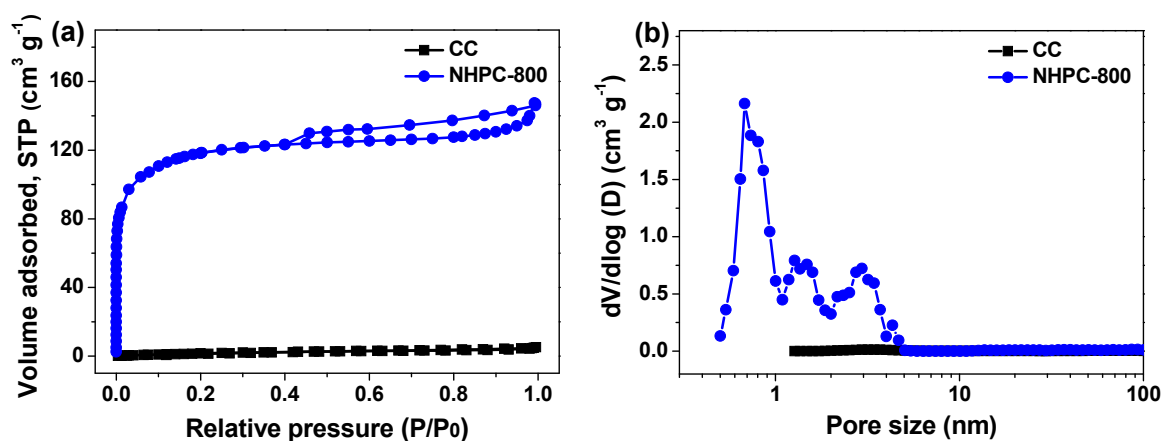 (a)
CC
NHPC-800
Volume adsorbed, STP (cm³ g⁻¹)
160
120
80
40
0
0.0 0.2 0.4 0.6 0.8 1.0
Relative pressure (P/P0)
(b)
CC
NHPC-800
dV/dlog (D) (cm³ g⁻¹)
2.5
2.0
1.5
1.0
0.5
0.0
1 10 100
Pore size (nm)